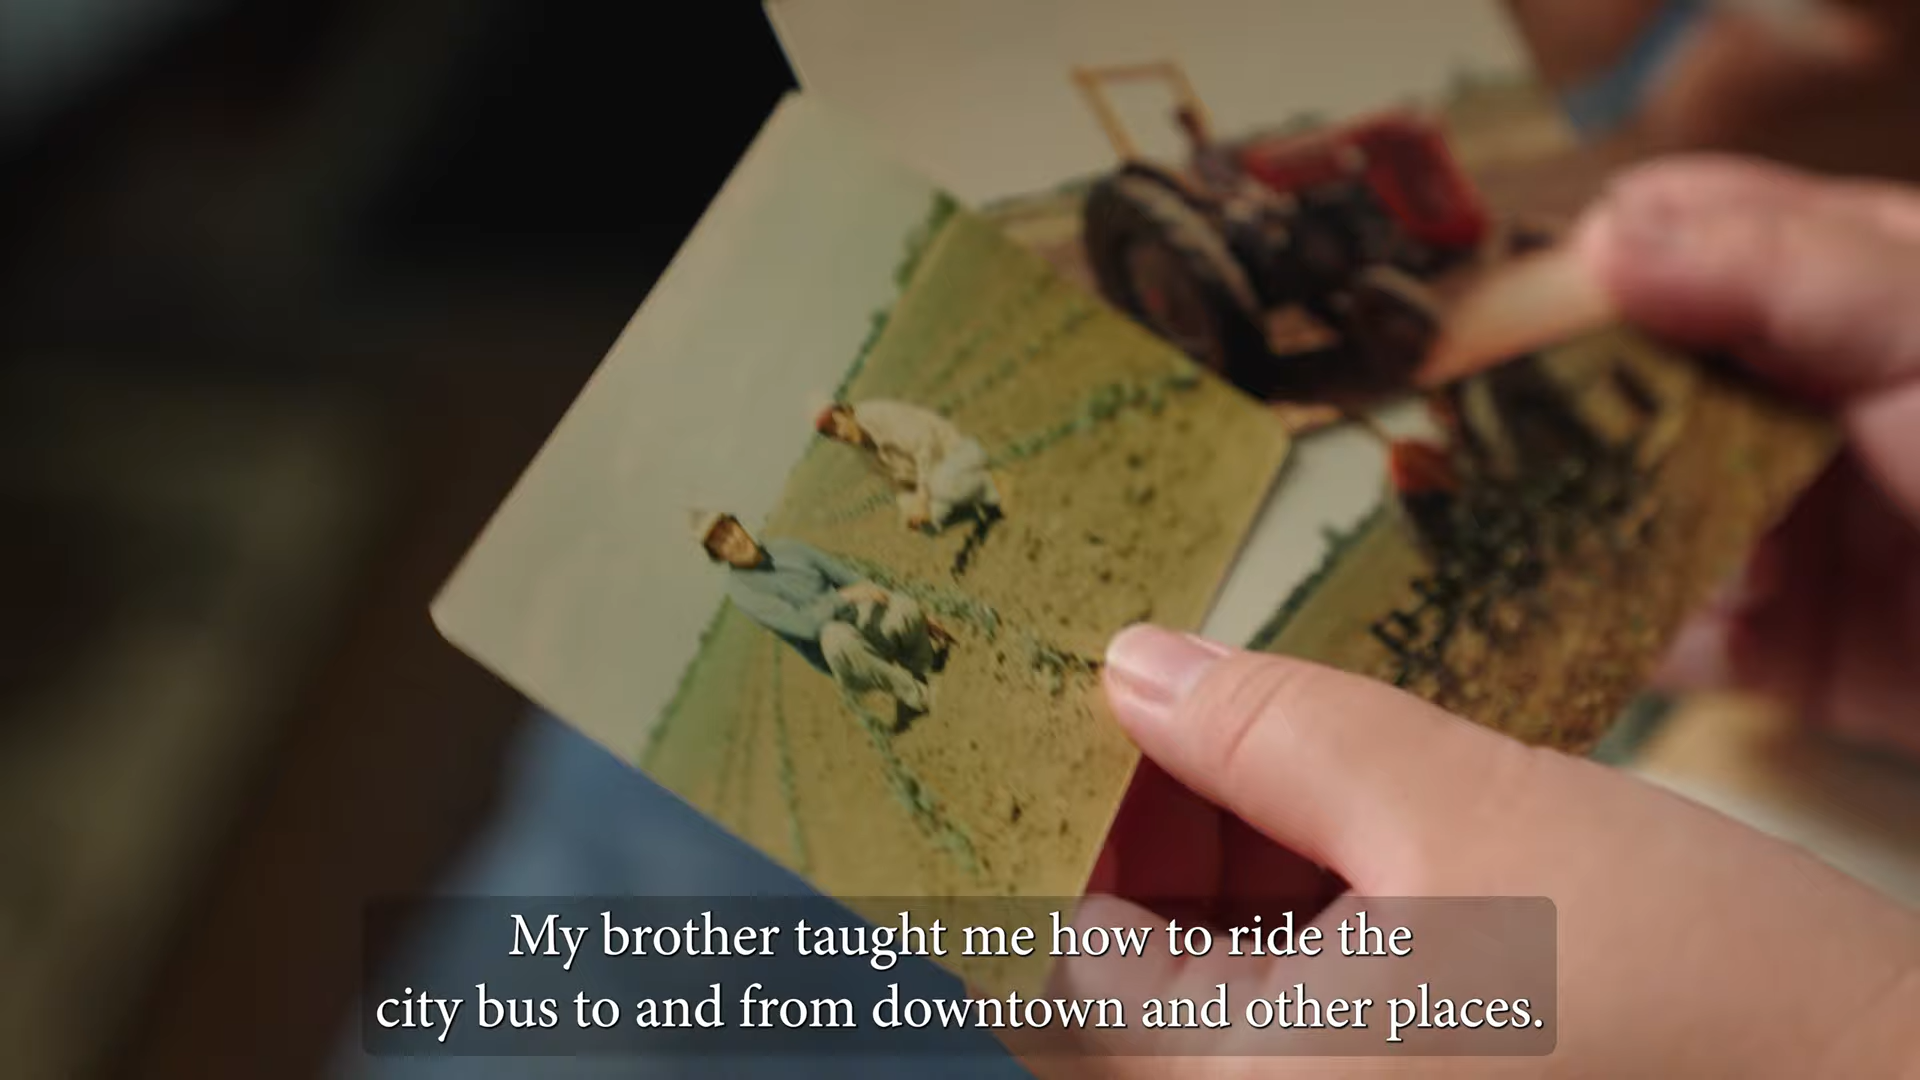 My brother taught me how to ride the
city bus to and from downtown and other places.